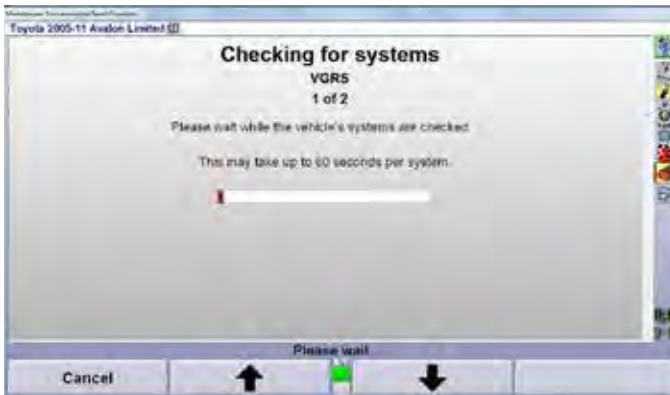 Toyota 2005-11 Avalon Limited
Checking for systems
VGRS
1 of 2
Please wait while the vehicle's systems are checked
This may take up to 60 seconds per system.
Please wait
Cancel